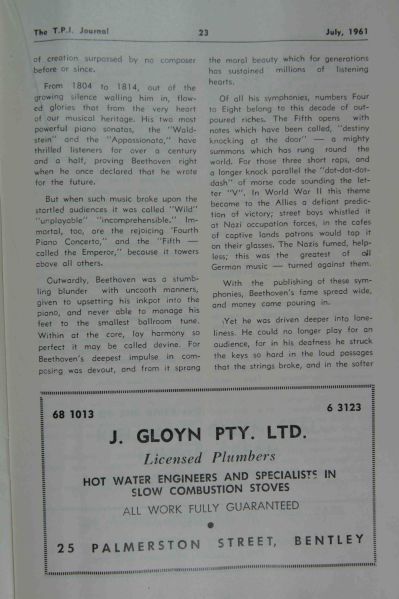 The T.P.I. Journal 23 July, 1961
of creation surpassed by no composer
before or since.
From 1804 to 1814, out of the
growing silence walling him in, flow-
ed glories that from the very heart
of our musical heritage. His two most
powerful piano sonatas, the "Wald-
stein" and the "Appassionata," have
thrilled listeners for over a century
and a half, proving Beethoven right
when he once declared that he wrote
for the future.
But when such music broke upon the
startled audiences it was called "Wild"
"unplayable" "incomprehensible." Im-
mortal, too, are the rejoicing 'Fourth
Piano Concerto," and the "Fifth —
called the Emperor," because it towers
above all others.
Outwardly, Beethoven was a stumb-
ling blunder with uncouth manners,
given to upsetting his inkpot into the
piano, and never able to manage his
feet to the smallest ballroom tune.
Within at the core, lay harmony so
perfect it may be called devine. For
Beethoven's deepest impulse in com-
posing was devout, and from it sprang
the moral beauty which for generations
has sustained millions of listening
hearts.
Of all his symphonies, numbers Four
to Eight belong to this decade of out-
poured riches. The Fifth opens with
notes which have been called, "destiny
knocking at the door" — a mighty
summons which has rung round the
world. For those three short raps, and
a longer knock parallel the "dot-dot-dot-
dash" of morse code sounding the let-
ter "V". In World War II this theme
became to the Allies a defiant predic-
tion of victory; street boys whistled it
at Nazi occupation forces, in the cafes
of captive lands patrons would tap it
on their glasses. The Nazis fumed, help-
less; this was the greatest of all
German music — turned against them.
With the publishing of these sym-
phonies, Beethoven's fame spread wide,
and money came pouring in.
Yet he was driven deeper into lone-
liness. He could no longer play for an
audience, for in his deafness he struck
the keys so hard in the loud passages
that the strings broke, and in the softer
68 1013 6 3123
J. GLOYN PTY. LTD.
Licensed Plumbers
HOT WATER ENGINEERS AND SPECIALISTS IN
SLOW COMBUSTION STOVES
ALL WORK FULLY GUARANTEED
●
25 PALMERSTON STREET, BENTLEY